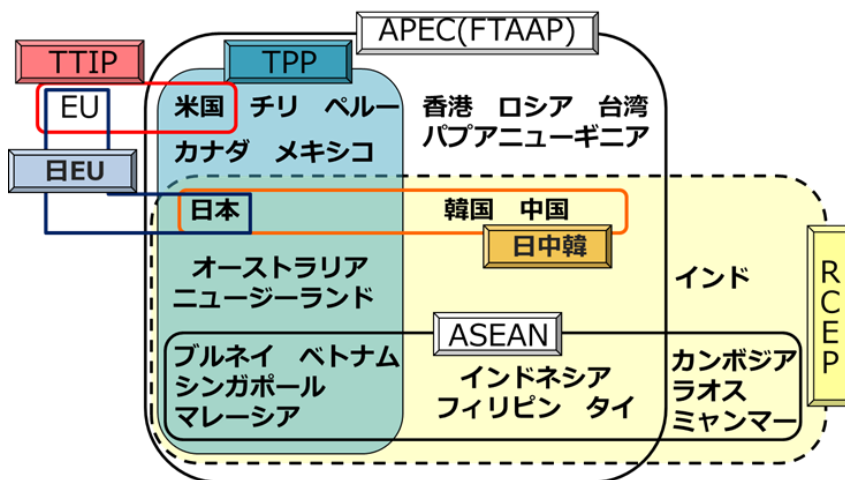 APEC(FTAAP)
TTIP
TPP
EU
米国 チリ ペルー
香港 ロシア 台湾
パプアニューギニア
カナダ メキシコ
日EU
日本
韓国 中国
日中韓
オーストラリア
ニュージーランド
インド
RCEP
ASEAN
ブルネイ ベトナム
シンガポール
マレーシア
インドネシア
フィリピン タイ
カンボジア
ラオス
ミャンマー